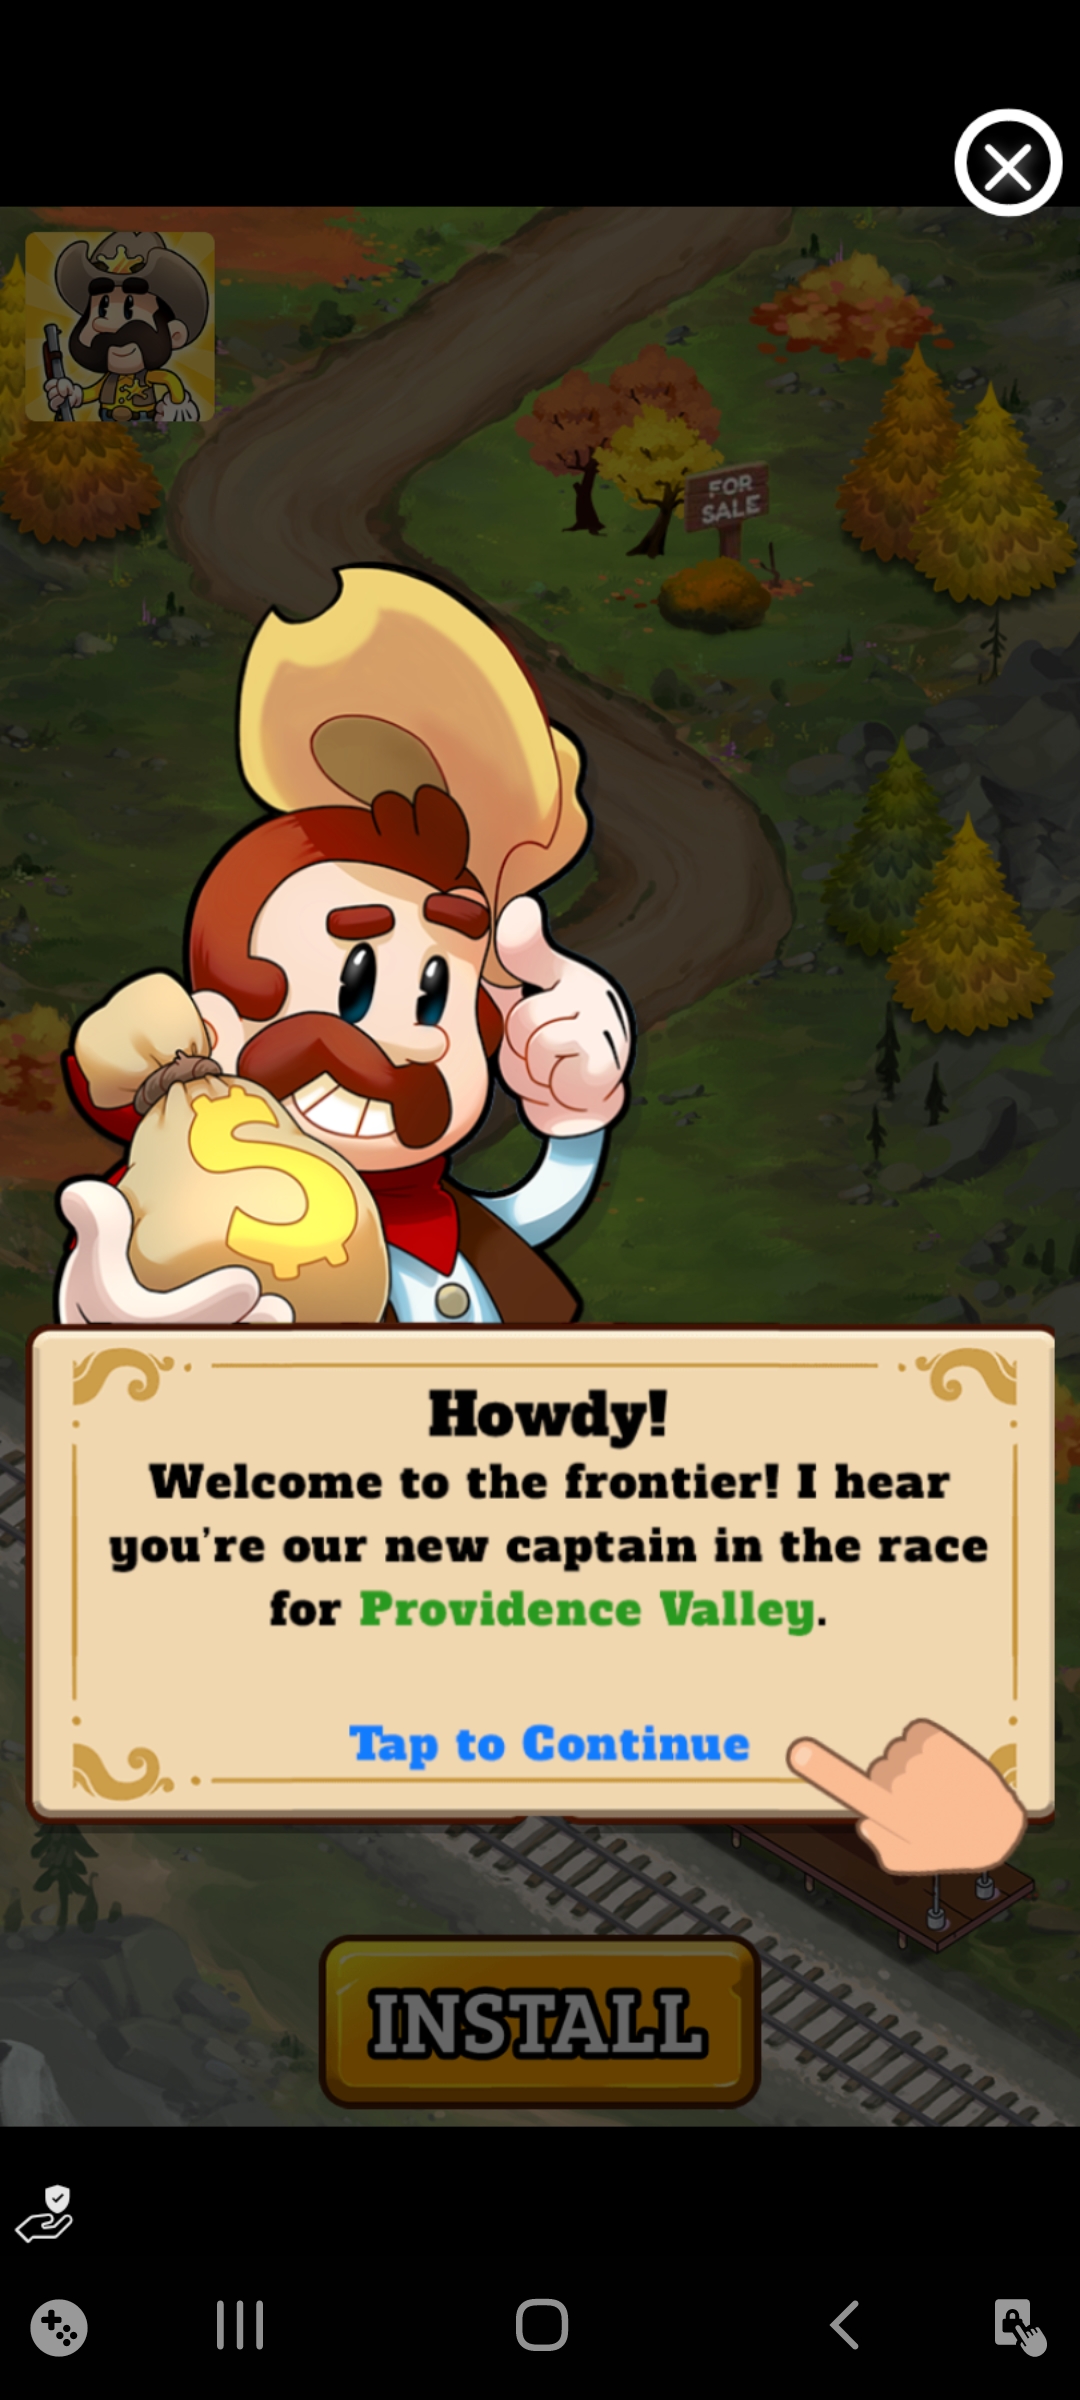 FOR
SALE
$
Howdy!
Welcome to the frontier! I hear
you're our new captain in the race
for Providence Valley.
Tap to Continue
INSTALL